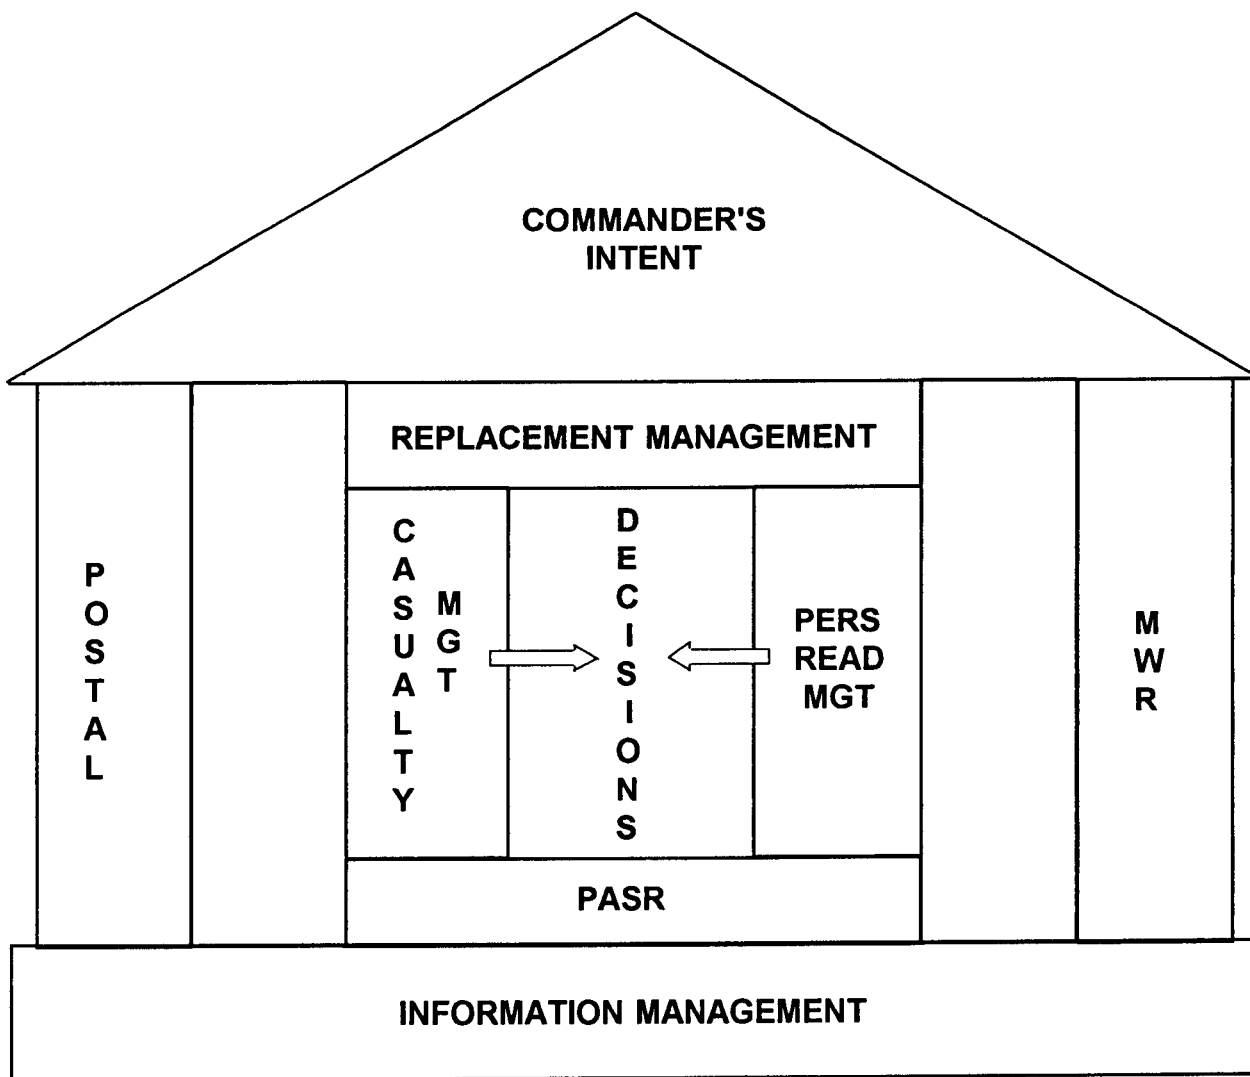 COMMANDER'S
INTENT
REPLACEMENT MANAGEMENT
POSTAL
CASUALTY
MGT
DECISIONS
PERS
READ
MGT
MWR
PASR
INFORMATION MANAGEMENT